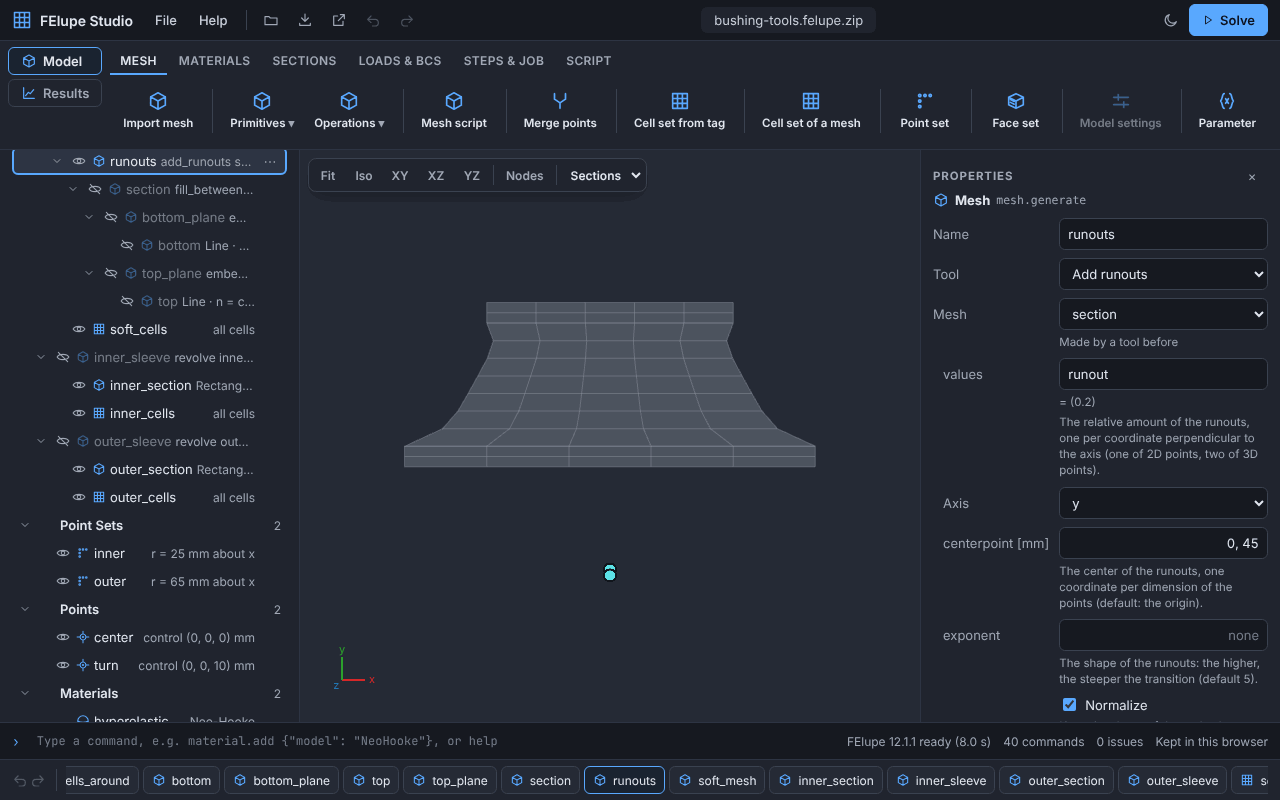 FElupe Studio File Help bushing-tools.felupe.zip Solve
Model MESH MATERIALS SECTIONS LOADS & BCS STEPS & JOB SCRIPT
Results
Import mesh Primitives ▾ Operations ▾ Mesh script Merge points Cell set from tag Cell set of a mesh Point set Face set Model settings Parameter
runouts add_runouts s... ...
section fill_between...
bottom_plane e...
bottom Line · ...
top_plane embe...
top Line · n = c...
soft_cells all cells
inner_sleeve revolve inne...
inner_section Rectang...
inner_cells all cells
outer_sleeve revolve out...
outer_section Rectang...
outer_cells all cells
Point Sets 2
inner r = 25 mm about x
outer r = 65 mm about x
Points 2
center control (0, 0, 0) mm
turn control (0, 0, 10) mm
Materials 2
hyperelastic Neo-Hooke
Fit Iso XY XZ YZ Nodes Sections
y
z x
PROPERTIES ×
Mesh mesh.generate
Name runouts
Tool Add runouts
Mesh section
Made by a tool before
values runout
= (0.2)
The relative amount of the runouts,
one per coordinate perpendicular to
the axis (one of 2D points, two of 3D
points).
Axis y
centerpoint [mm] 0, 45
The center of the runouts, one
coordinate per dimension of the
points (default: the origin).
exponent none
The shape of the runouts: the higher,
the steeper the transition (default 5).
Normalize
› Type a command, e.g. material.add {"model": "NeoHooke"}, or help FElupe 12.1.1 ready (8.0 s) 40 commands 0 issues Kept in this browser
ells_around bottom bottom_plane top top_plane section runouts soft_mesh inner_section inner_sleeve outer_section outer_sleeve